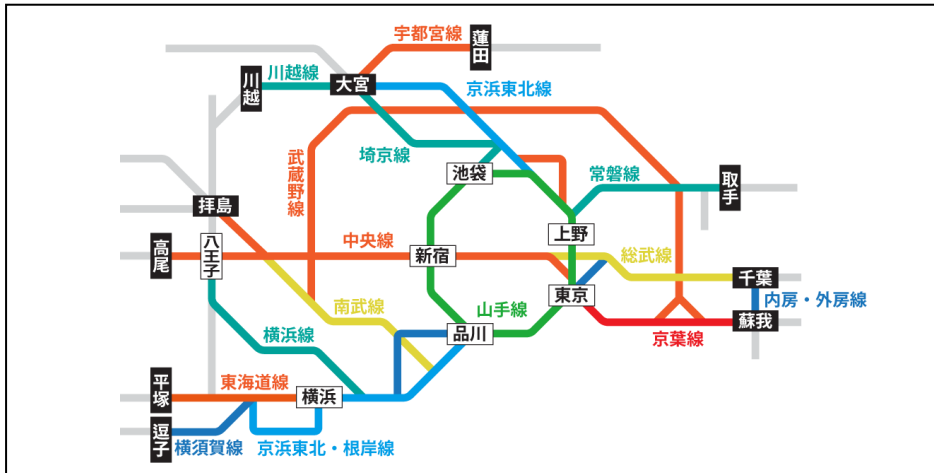 宇都宮線
蓮田
川越
川越線
大宮
京浜東北線
埼京線
武蔵野線
池袋
常磐線
取手
拝島
八王子
高尾
中央線
新宿
上野
総武線
千葉
東京
内房・外房線
蘇我
京葉線
南武線
山手線
品川
横浜線
平塚
東海道線
横浜
逗子
横須賀線
京浜東北・根岸線